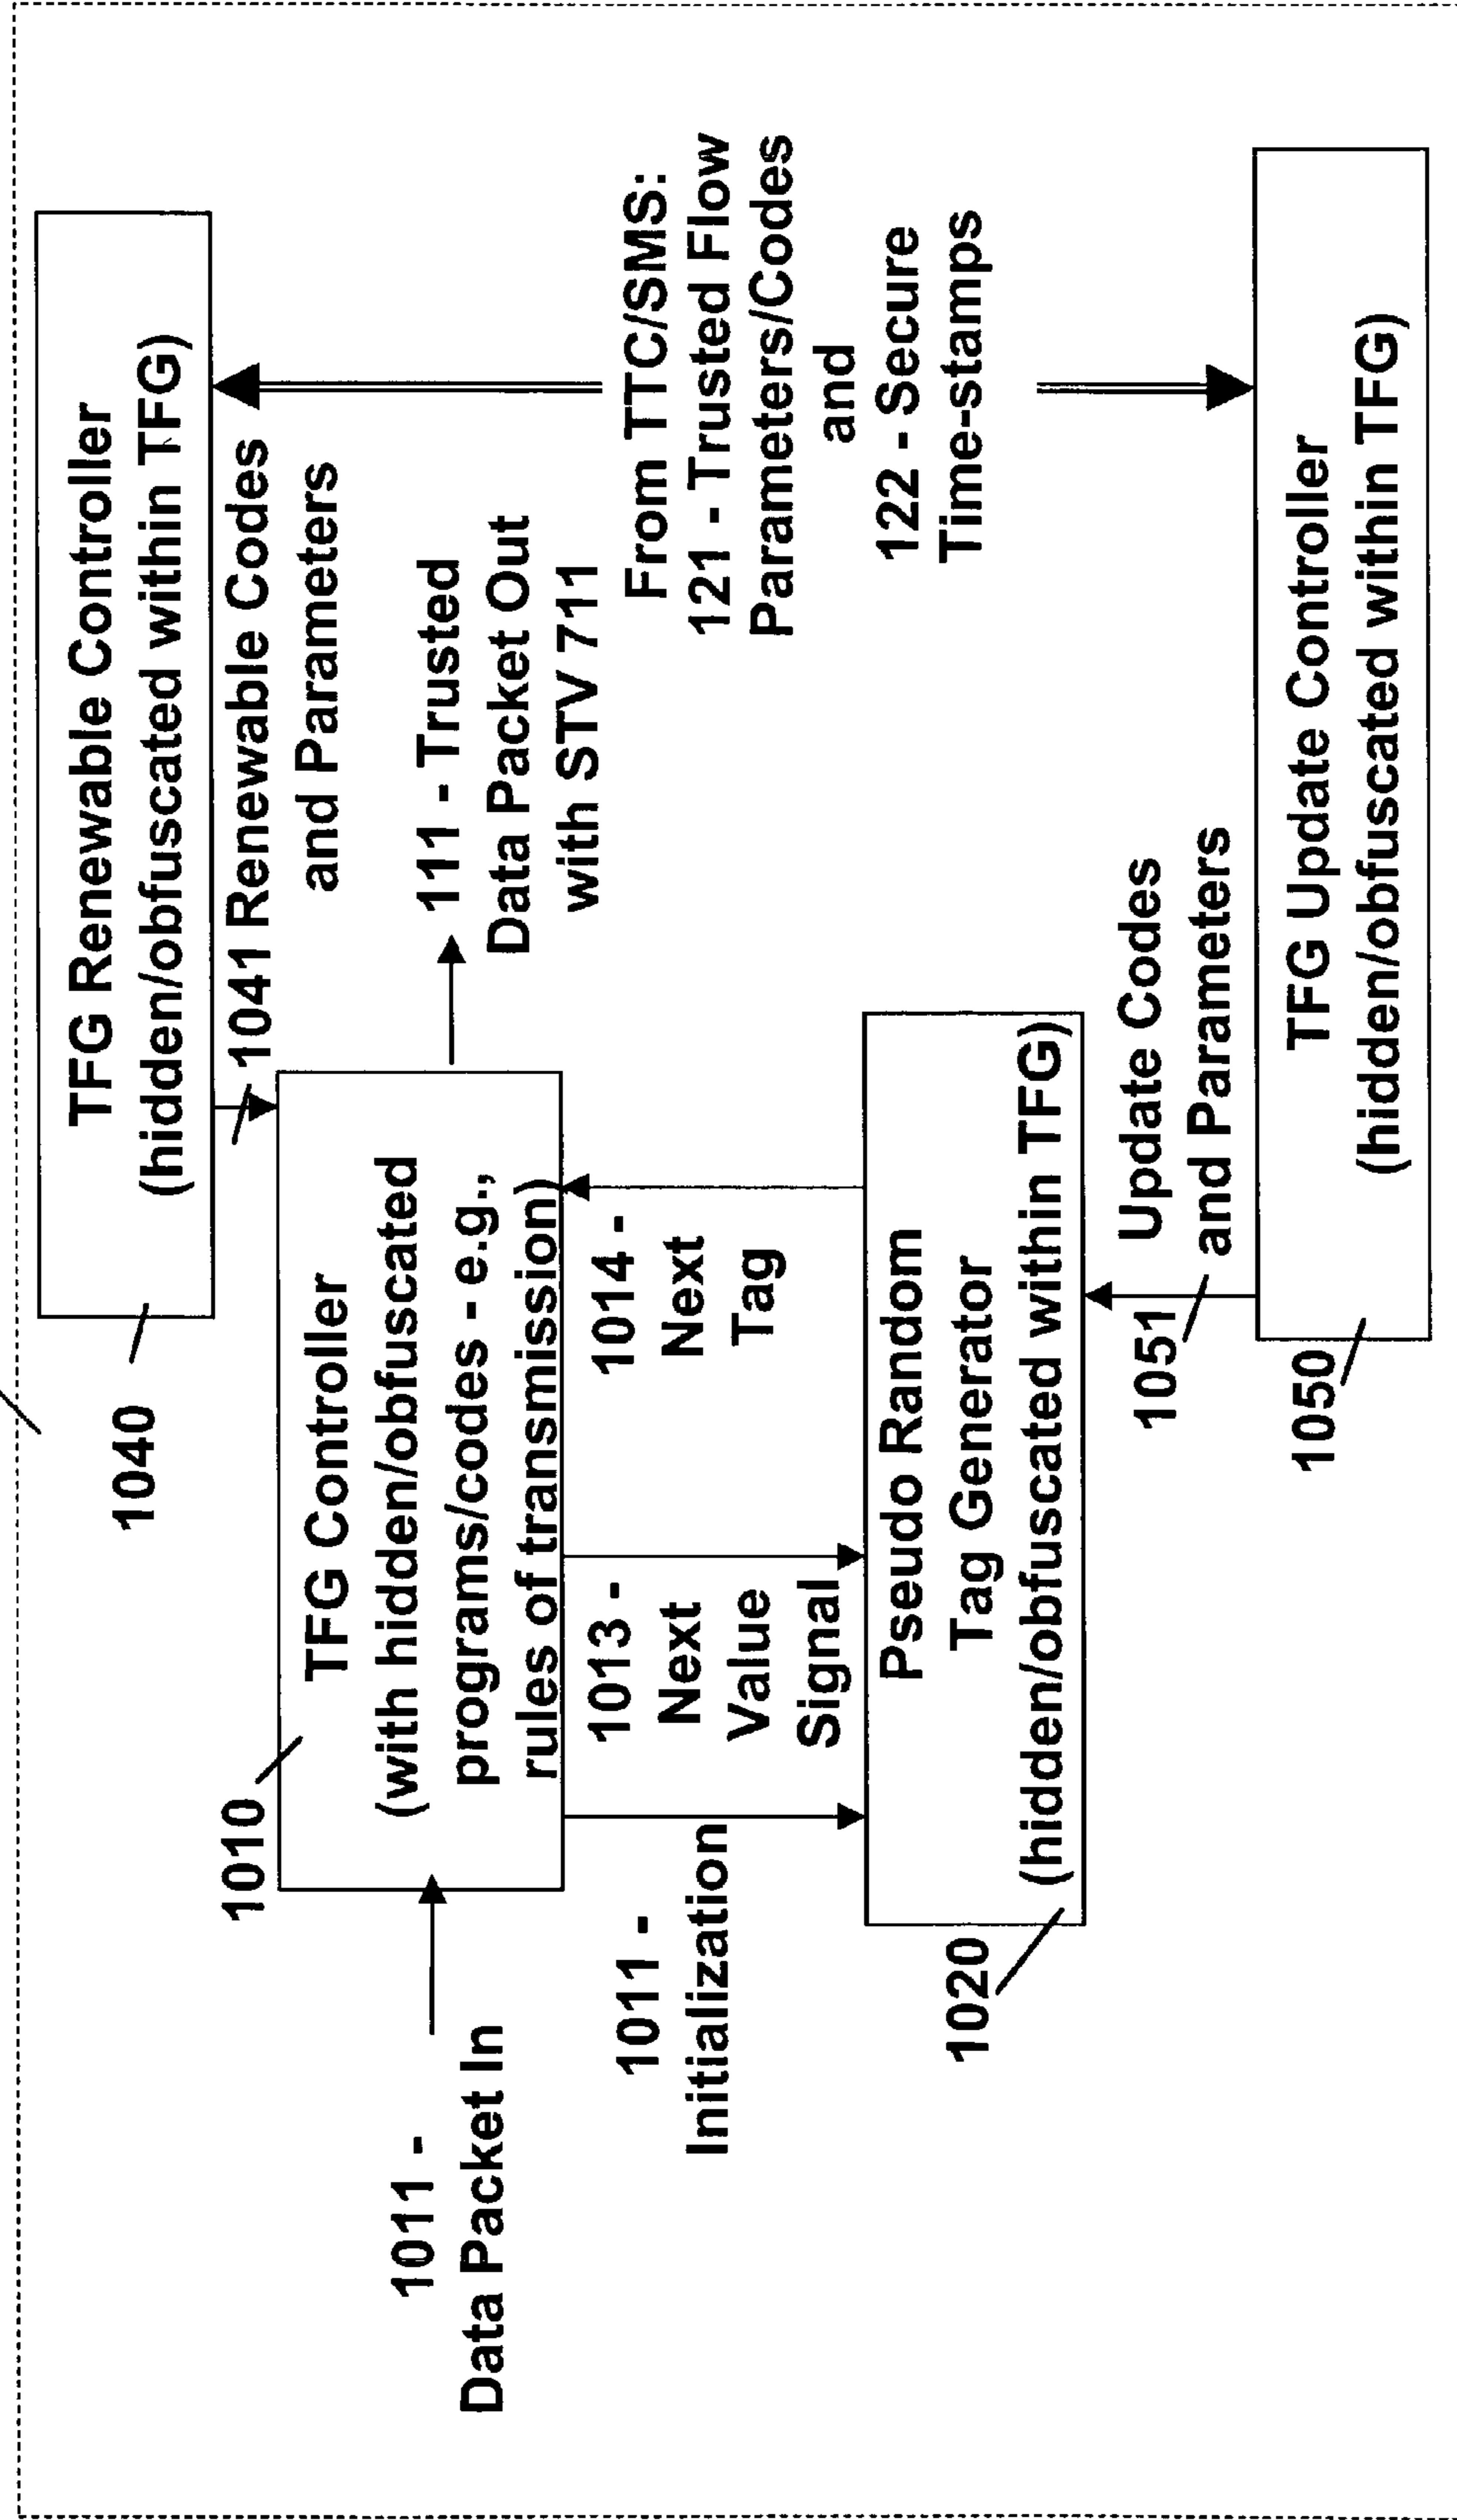 TFG Renewable Controller
(hidden/obfuscated within TFG)
1040
1041 Renewable Codes
and Parameters
1010
TFG Controller
(with hidden/obfuscated
programs/codes - e.g.,
rules of transmission)
111 - Trusted
Data Packet Out
with STV 711
1011 -
Data Packet In
1011 -
Initialization
1013 -
Next
Value
Signal
1014 -
Next
Tag
From TTC/SMS:
121 - Trusted Flow
Parameters/Codes
and
122 - Secure
Time-stamps
1020
Pseudo Random
Tag Generator
(hidden/obfuscated within TFG)
1051
Update Codes
and Parameters
1050
TFG Update Controller
(hidden/obfuscated within TFG)